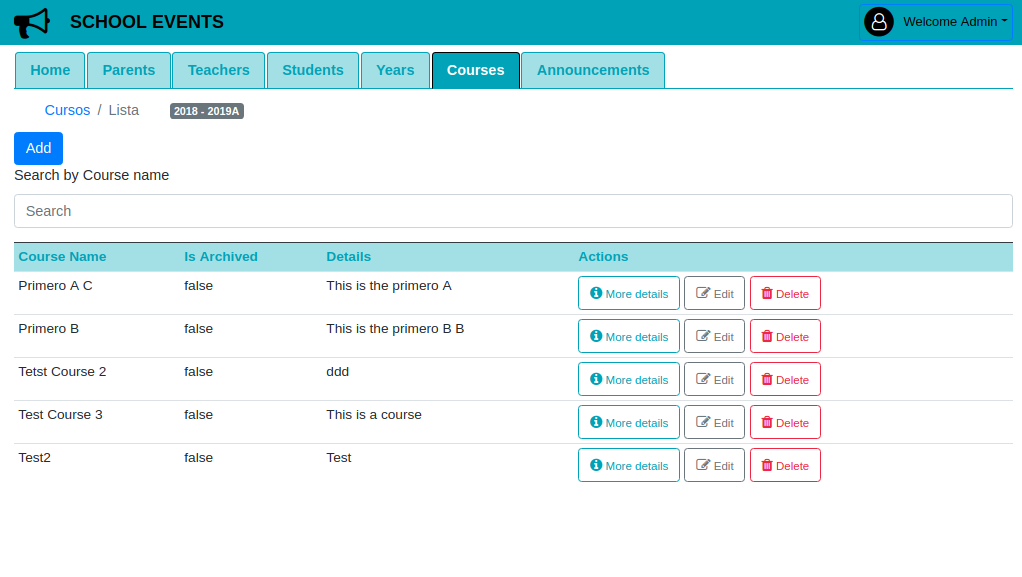 SCHOOL EVENTS Welcome Admin
Home Parents Teachers Students Years Courses Announcements
Cursos / Lista 2018 - 2019A
Add
Search by Course name
Search
Course Name Is Archived Details Actions
Primero A C false This is the primero A More details Edit Delete
Primero B false This is the primero B B More details Edit Delete
Tetst Course 2 false ddd More details Edit Delete
Test Course 3 false This is a course More details Edit Delete
Test2 false Test More details Edit Delete